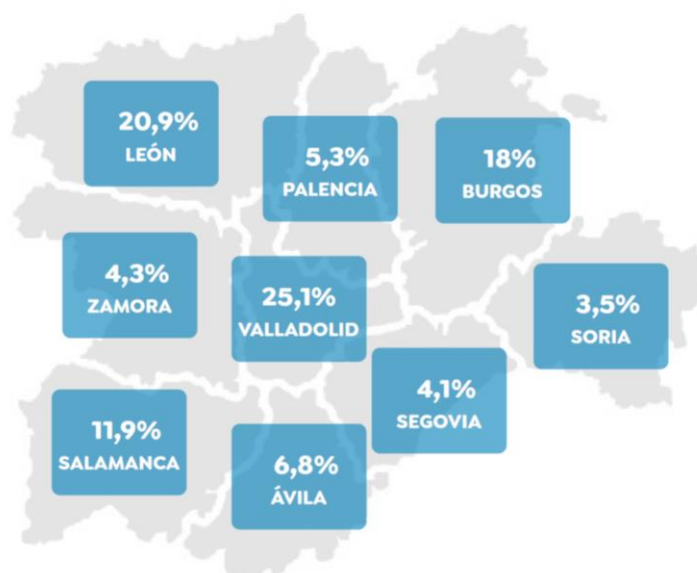 20,9%
LEÓN
5,3%
PALENCIA
18%
BURGOS
4,3%
ZAMORA
25,1%
VALLADOLID
3,5%
SORIA
11,9%
SALAMANCA
6,8%
ÁVILA
4,1%
SEGOVIA